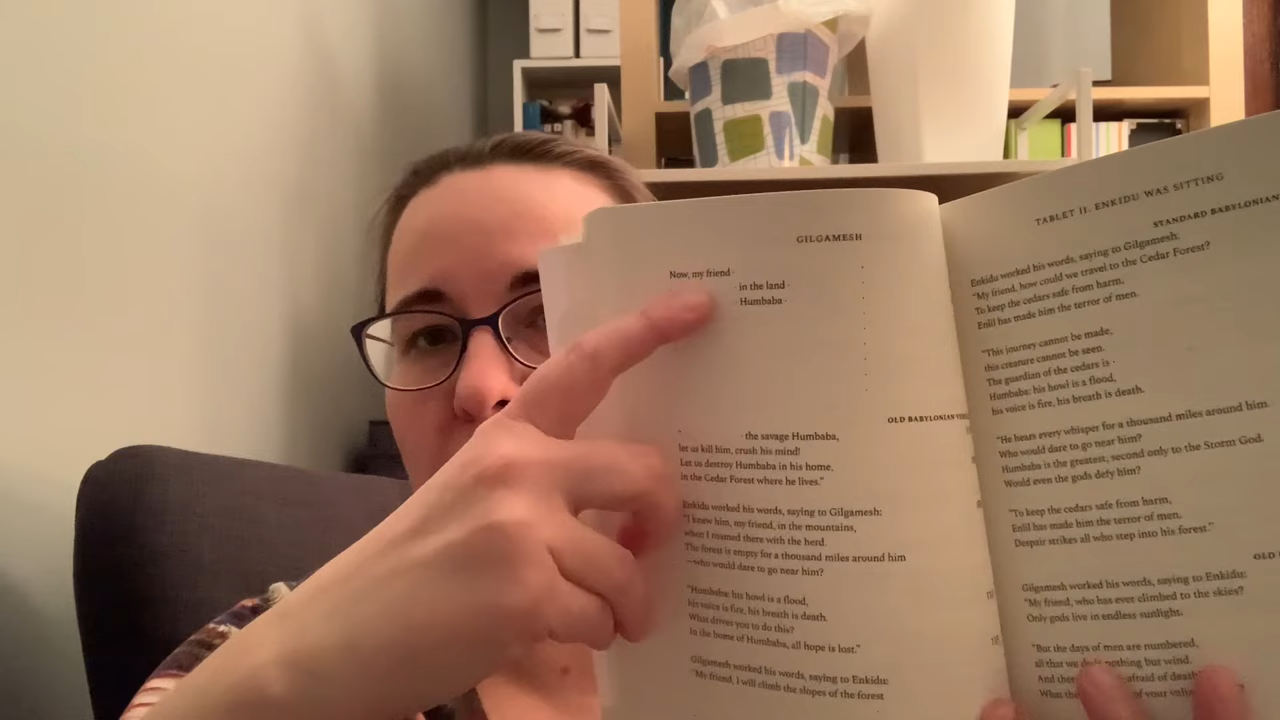 GILGAMESH
Now, my friend ·
· in the land ·
· Humbaba ·
OLD BABYLONIAN
· the savage Humbaba,
let us kill him, crush his mind!
Let us destroy Humbaba in his home,
in the Cedar Forest where he lives."
Enkidu worked his words, saying to Gilgamesh:
"I knew him, my friend, in the mountains,
when I roamed there with the herd.
The forest is empty for a thousand miles around him
—who would dare to go near him?
"Humbaba: his howl is a flood,
his voice is fire, his breath is death.
What drives you to do this?
In the home of Humbaba, all hope is lost."
Gilgamesh worked his words, saying to Enkidu:
"My friend, I will climb the slopes of the forest
TABLET II. ENKIDU WAS SITTING
STANDARD BABYLONIAN
Enkidu worked his words, saying to Gilgamesh:
"My friend, how could we travel to the Cedar Forest?
To keep the cedars safe from harm,
Enlil has made him the terror of men.
"This journey cannot be made,
this creature cannot be seen.
The guardian of the cedars is ·
Humbaba: his howl is a flood,
his voice is fire, his breath is death.
"He hears every whisper for a thousand miles around him.
Who would dare to go near him?
Humbaba is the greatest, second only to the Storm God.
Would even the gods defy him?
"To keep the cedars safe from harm,
Enlil has made him the terror of men.
Despair strikes all who step into his forest."
OLD
Gilgamesh worked his words, saying to Enkidu:
"My friend, who has ever climbed to the skies?
Only gods live in endless sunlight.
"But the days of men are numbered,
all that we nothing but wind.
And afraid of death
What of your